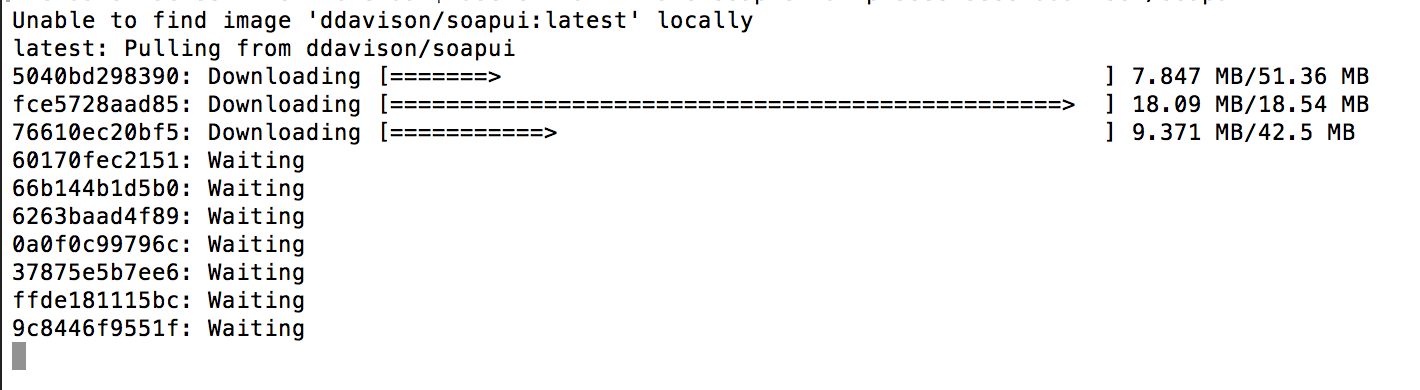 Unable to find image 'ddavison/soapui:latest' locally
latest: Pulling from ddavison/soapui
5040bd298390: Downloading [=======>                                           ] 7.847 MB/51.36 MB
fce5728aad85: Downloading [================================================>  ] 18.09 MB/18.54 MB
76610ec20bf5: Downloading [===========>                                       ] 9.371 MB/42.5 MB
60170fec2151: Waiting
66b144b1d5b0: Waiting
6263baad4f89: Waiting
0a0f0c99796c: Waiting
37875e5b7ee6: Waiting
ffde181115bc: Waiting
9c8446f9551f: Waiting